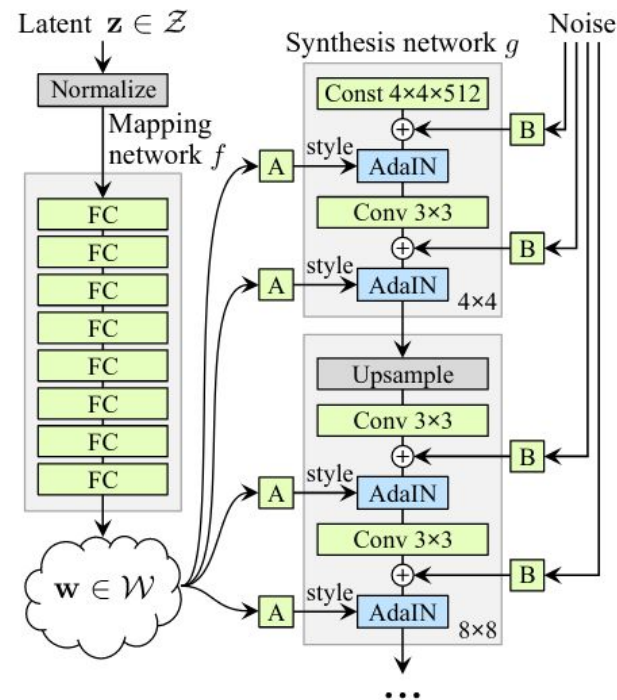 Latent z ∈ 𝒵
Normalize
Mapping
network f
FC
FC
FC
FC
FC
FC
FC
FC
w ∈ 𝒲
Synthesis network g
Noise
Const 4×4×512
+
B
A
style
AdaIN
Conv 3×3
+
B
A
style
AdaIN
4×4
Upsample
Conv 3×3
+
B
A
style
AdaIN
Conv 3×3
+
B
A
style
AdaIN
8×8
...